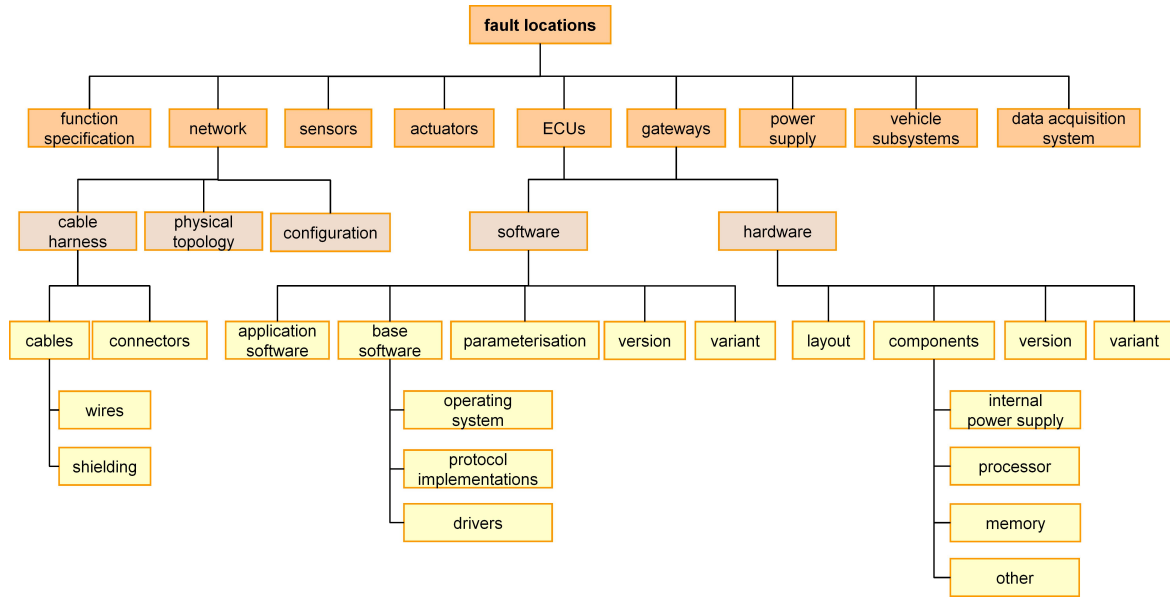 fault locations
function
specification
network
sensors
actuators
ECUs
gateways
power
supply
vehicle
subsystems
data acquisition
system
cable
harness
physical
topology
configuration
software
hardware
cables
connectors
application
software
base
software
parameterisation
version
variant
layout
components
version
variant
wires
shielding
operating
system
protocol
implementations
drivers
internal
power supply
processor
memory
other